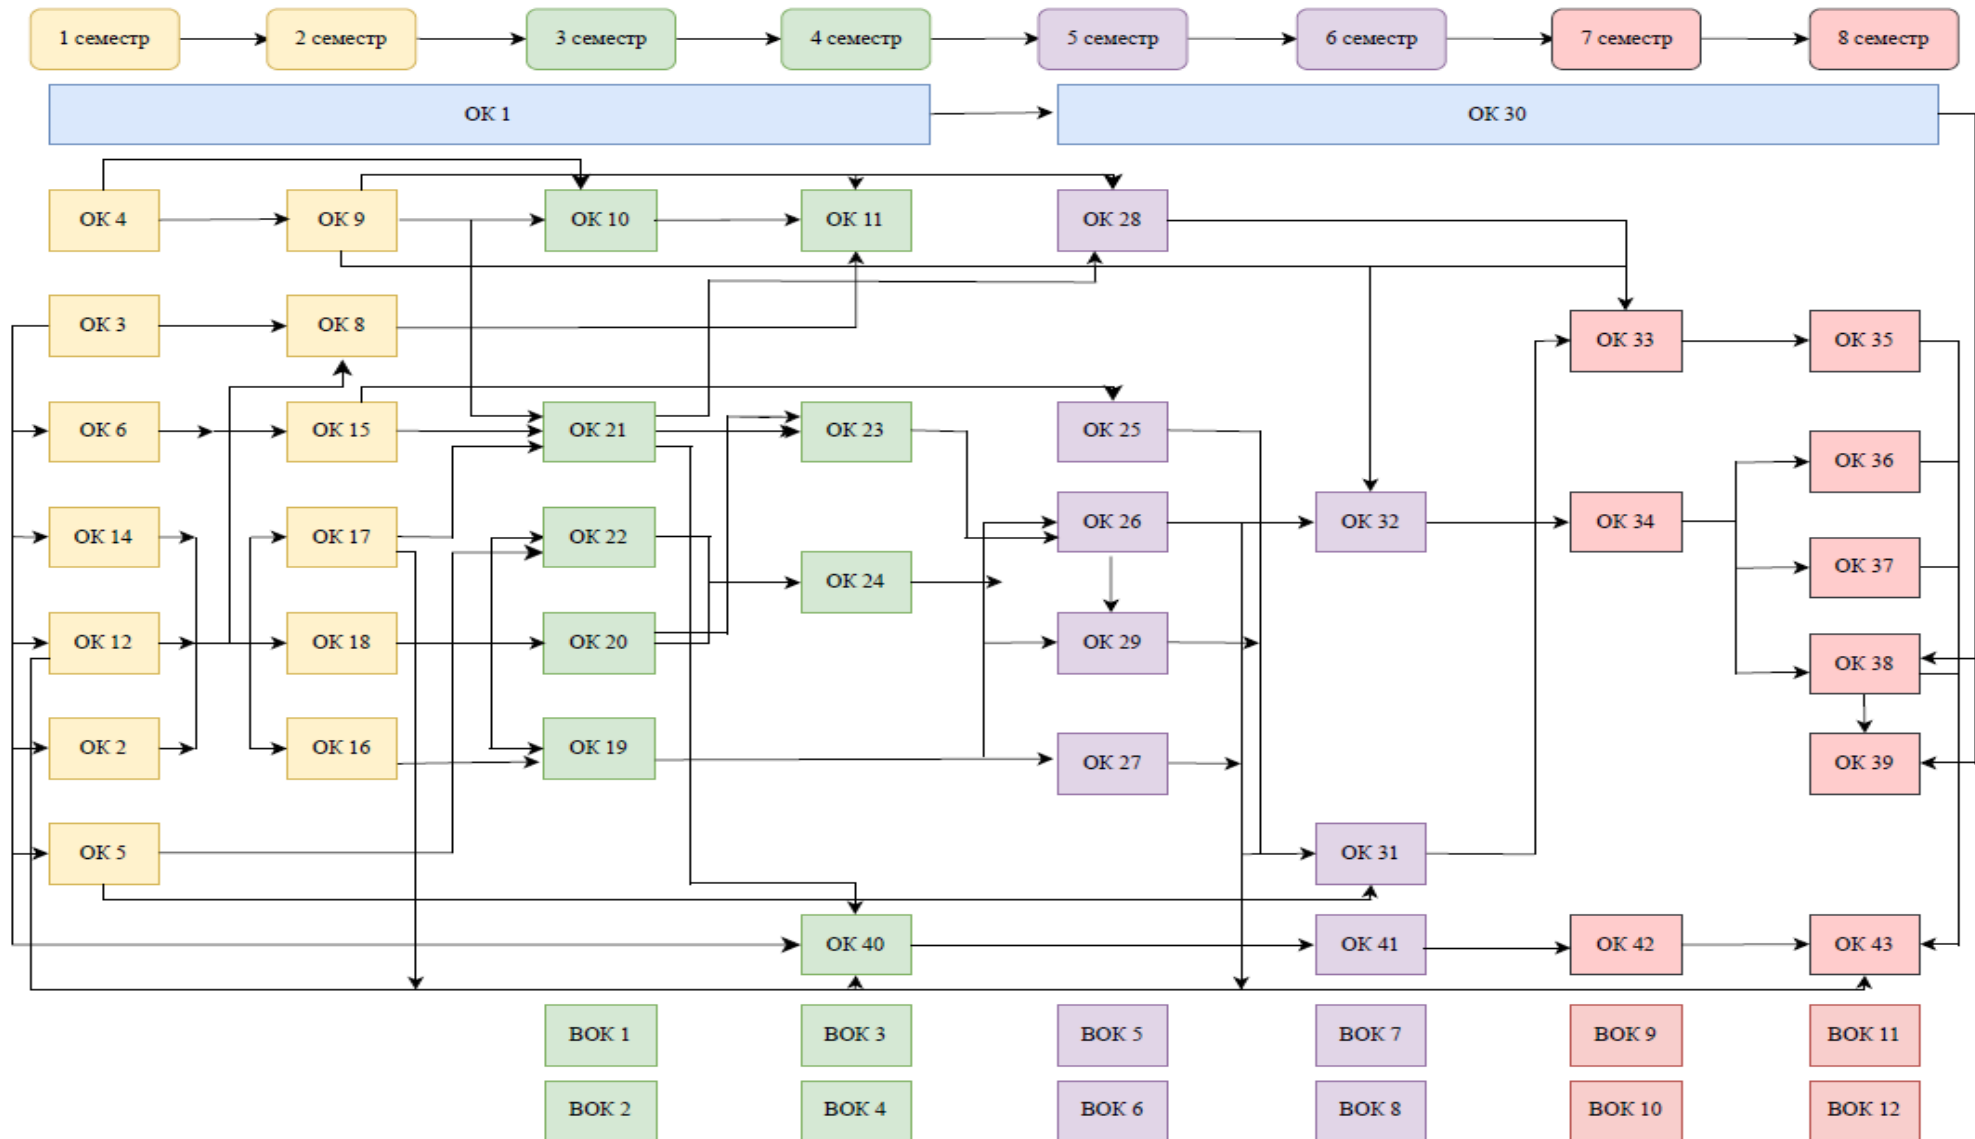 1 семестр
2 семестр
3 семестр
4 семестр
5 семестр
6 семестр
7 семестр
8 семестр
ОК 1
ОК 30
ОК 4
ОК 9
ОК 10
ОК 11
ОК 28
ОК 3
ОК 8
ОК 33
ОК 35
ОК 6
ОК 15
ОК 21
ОК 23
ОК 25
ОК 36
ОК 14
ОК 17
ОК 22
ОК 26
ОК 32
ОК 34
ОК 24
ОК 37
ОК 12
ОК 18
ОК 20
ОК 29
ОК 38
ОК 2
ОК 16
ОК 19
ОК 27
ОК 39
ОК 5
ОК 31
ОК 40
ОК 41
ОК 42
ОК 43
ВОК 1
ВОК 3
ВОК 5
ВОК 7
ВОК 9
ВОК 11
ВОК 2
ВОК 4
ВОК 6
ВОК 8
ВОК 10
ВОК 12